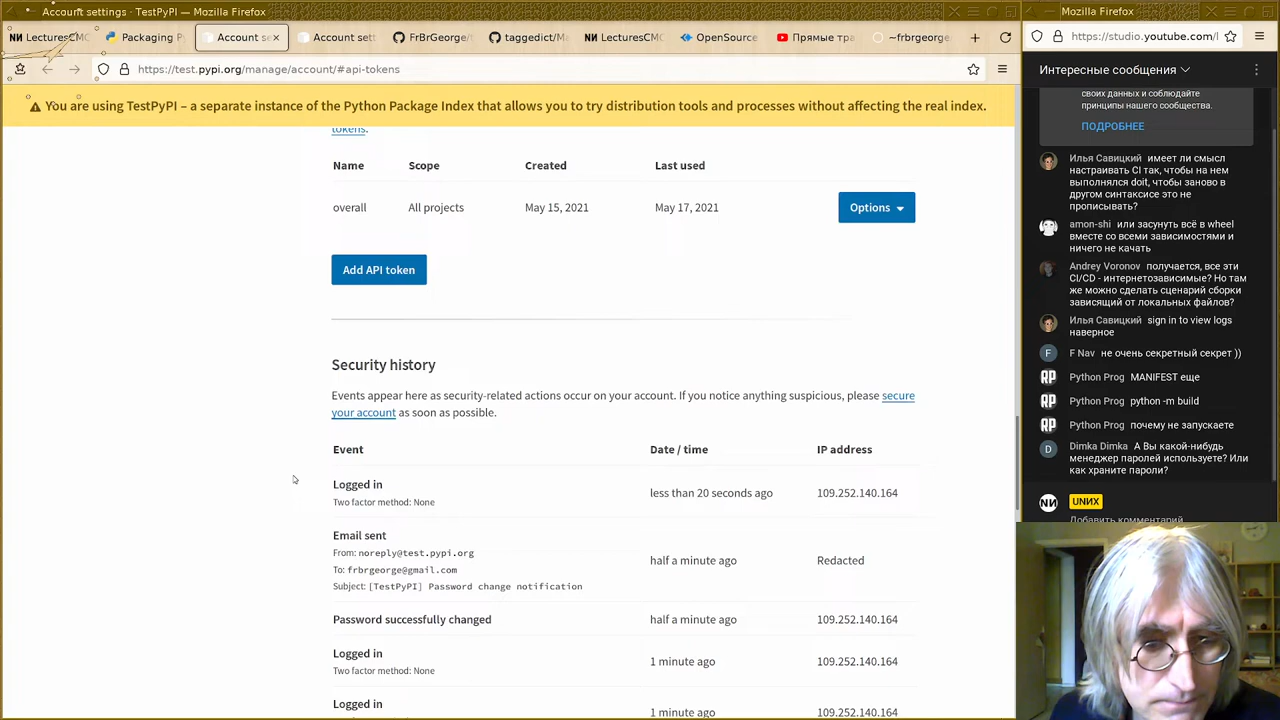 Account settings - TestPyPI — Mozilla Firefox
LecturesCMC
Packaging Py
Account se
Account sett
FrBrGeorge/
taggedict/Ma
LecturesCMC
OpenSource
Прямые тра
~frbrgeorge
https://test.pypi.org/manage/account/#api-tokens
You are using TestPyPI – a separate instance of the Python Package Index that allows you to try distribution tools and processes without affecting the real index.
tokens.
Name Scope Created Last used
overall All projects May 15, 2021 May 17, 2021 Options
Add API token
Security history
Events appear here as security-related actions occur on your account. If you notice anything suspicious, please secure
your account as soon as possible.
Event Date / time IP address
Logged in
Two factor method: None
less than 20 seconds ago 109.252.140.164
Email sent
From: noreply@test.pypi.org
To: frbrgeorge@gmail.com
Subject: [TestPyPI] Password change notification
half a minute ago Redacted
Password successfully changed half a minute ago 109.252.140.164
Logged in
Two factor method: None
1 minute ago 109.252.140.164
Logged in
1 minute ago 109.252.140.164
Mozilla Firefox
https://studio.youtube.com/l
Интересные сообщения
своих данных и соблюдайте
принципы нашего сообщества.
ПОДРОБНЕЕ
Илья Савицкий имеет ли смысл
настраивать CI так, чтобы на нем
выполнялся doit, чтобы заново в
другом синтаксисе это не
прописывать?
amon-shi или засунуть всё в wheel
вместе со всеми зависимостями и
ничего не качать
Andrey Voronov получается, все эти
CI/CD - интернетозависимые? Но там
же можно сделать сценарий сборки
зависящий от локальных файлов?
Илья Савицкий sign in to view logs
наверное
F F Nav не очень секретный секрет ))
Python Prog MANIFEST еще
Python Prog python -m build
Python Prog почему не запускаете
D Dimka Dimka А Вы какой-нибудь
менеджер паролей используете? Или
как храните пароли?
UNИX
Добавить комментарий